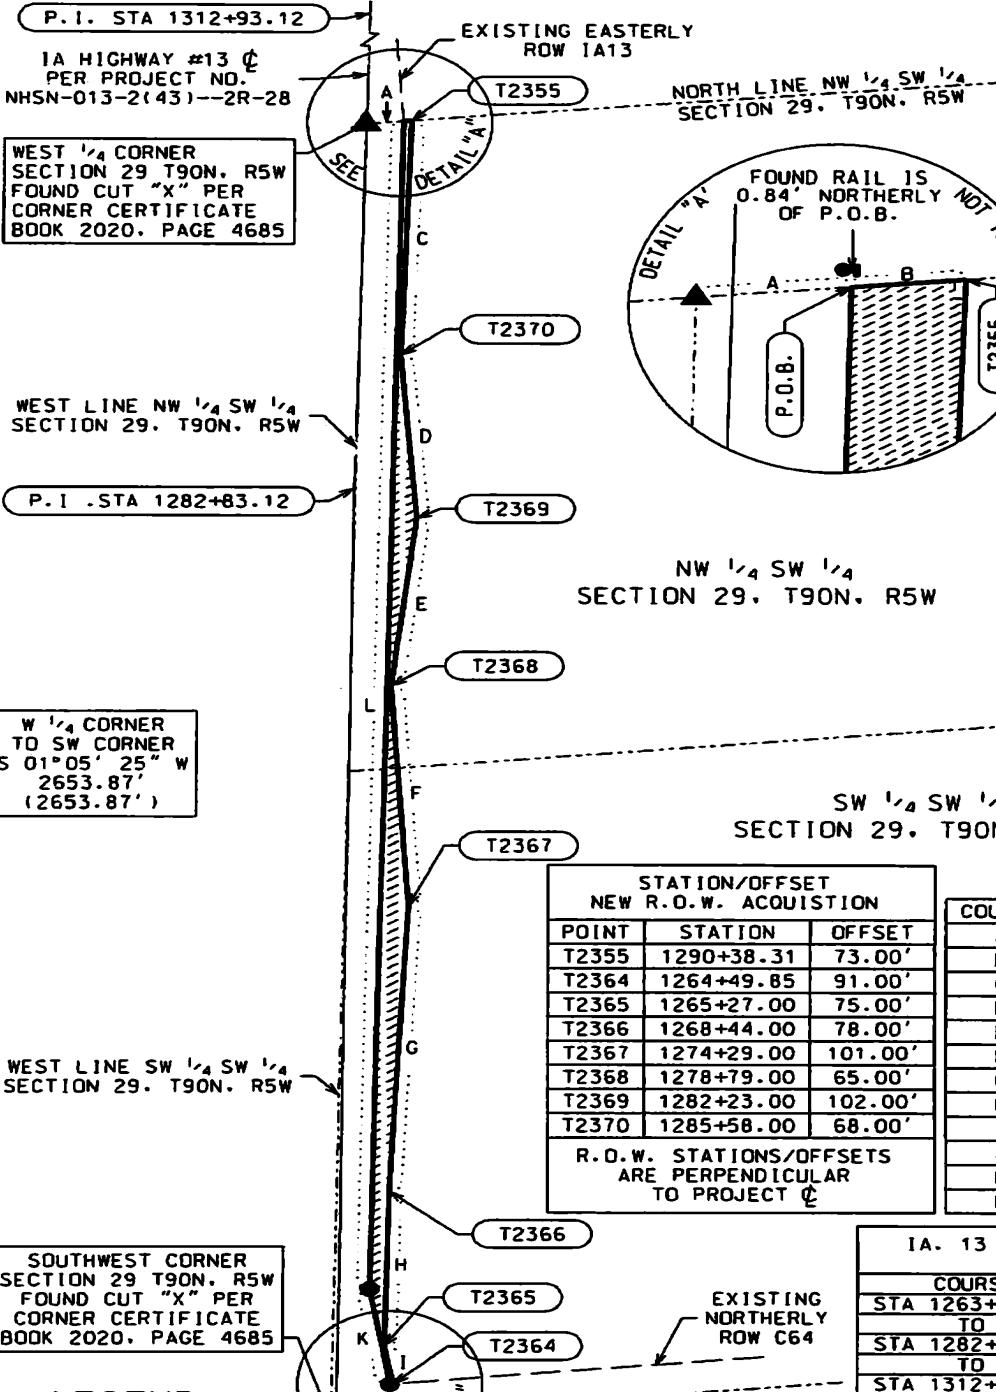 P.I. STA 1312+93.12
IA HIGHWAY #13 ℄
PER PROJECT NO.
NHSN-013-2(43)--2R-28
EXISTING EASTERLY
ROW IA13
A
T2355
NORTH LINE NW 1/4 SW 1/4
SECTION 29. T90N. R5W
WEST 1/4 CORNER
SECTION 29 T90N. R5W
FOUND CUT "X" PER
CORNER CERTIFICATE
BOOK 2020. PAGE 4685
SEE DETAIL "A"
C
DETAIL "A'
FOUND RAIL IS
0.84' NORTHERLY
OF P.O.B.
NOT
A
B
P.O.B.
T2355
T2370
WEST LINE NW 1/4 SW 1/4
SECTION 29. T90N. R5W
D
P.I .STA 1282+83.12
T2369
NW 1/4 SW 1/4
SECTION 29. T90N. R5W
E
T2368
L
W 1/4 CORNER
TO SW CORNER
S 01°05' 25" W
2653.87'
(2653.87')
F
SW 1/4 SW
SECTION 29.
T2367
STATION/OFFSET
NEW R.O.W. ACQUISTION
POINT STATION OFFSET
T2355 1290+38.31 73.00'
T2364 1264+49.85 91.00'
T2365 1265+27.00 75.00'
T2366 1268+44.00 78.00'
T2367 1274+29.00 101.00'
T2368 1278+79.00 65.00'
T2369 1282+23.00 102.00'
T2370 1285+58.00 68.00'
R.O.W. STATIONS/OFFSETS
ARE PERPENDICULAR
TO PROJECT ℄
G
WEST LINE SW 1/4 SW 1/4
SECTION 29. T90N. R5W
T2366
H
SOUTHWEST CORNER
SECTION 29 T90N. R5W
FOUND CUT "X" PER
CORNER CERTIFICATE
BOOK 2020. PAGE 4685
T2365
K
I
T2364
EXISTING
NORTHERLY
ROW C64
IA. 13
STA 1263+
TO
STA 1282+
TO
STA 1312+